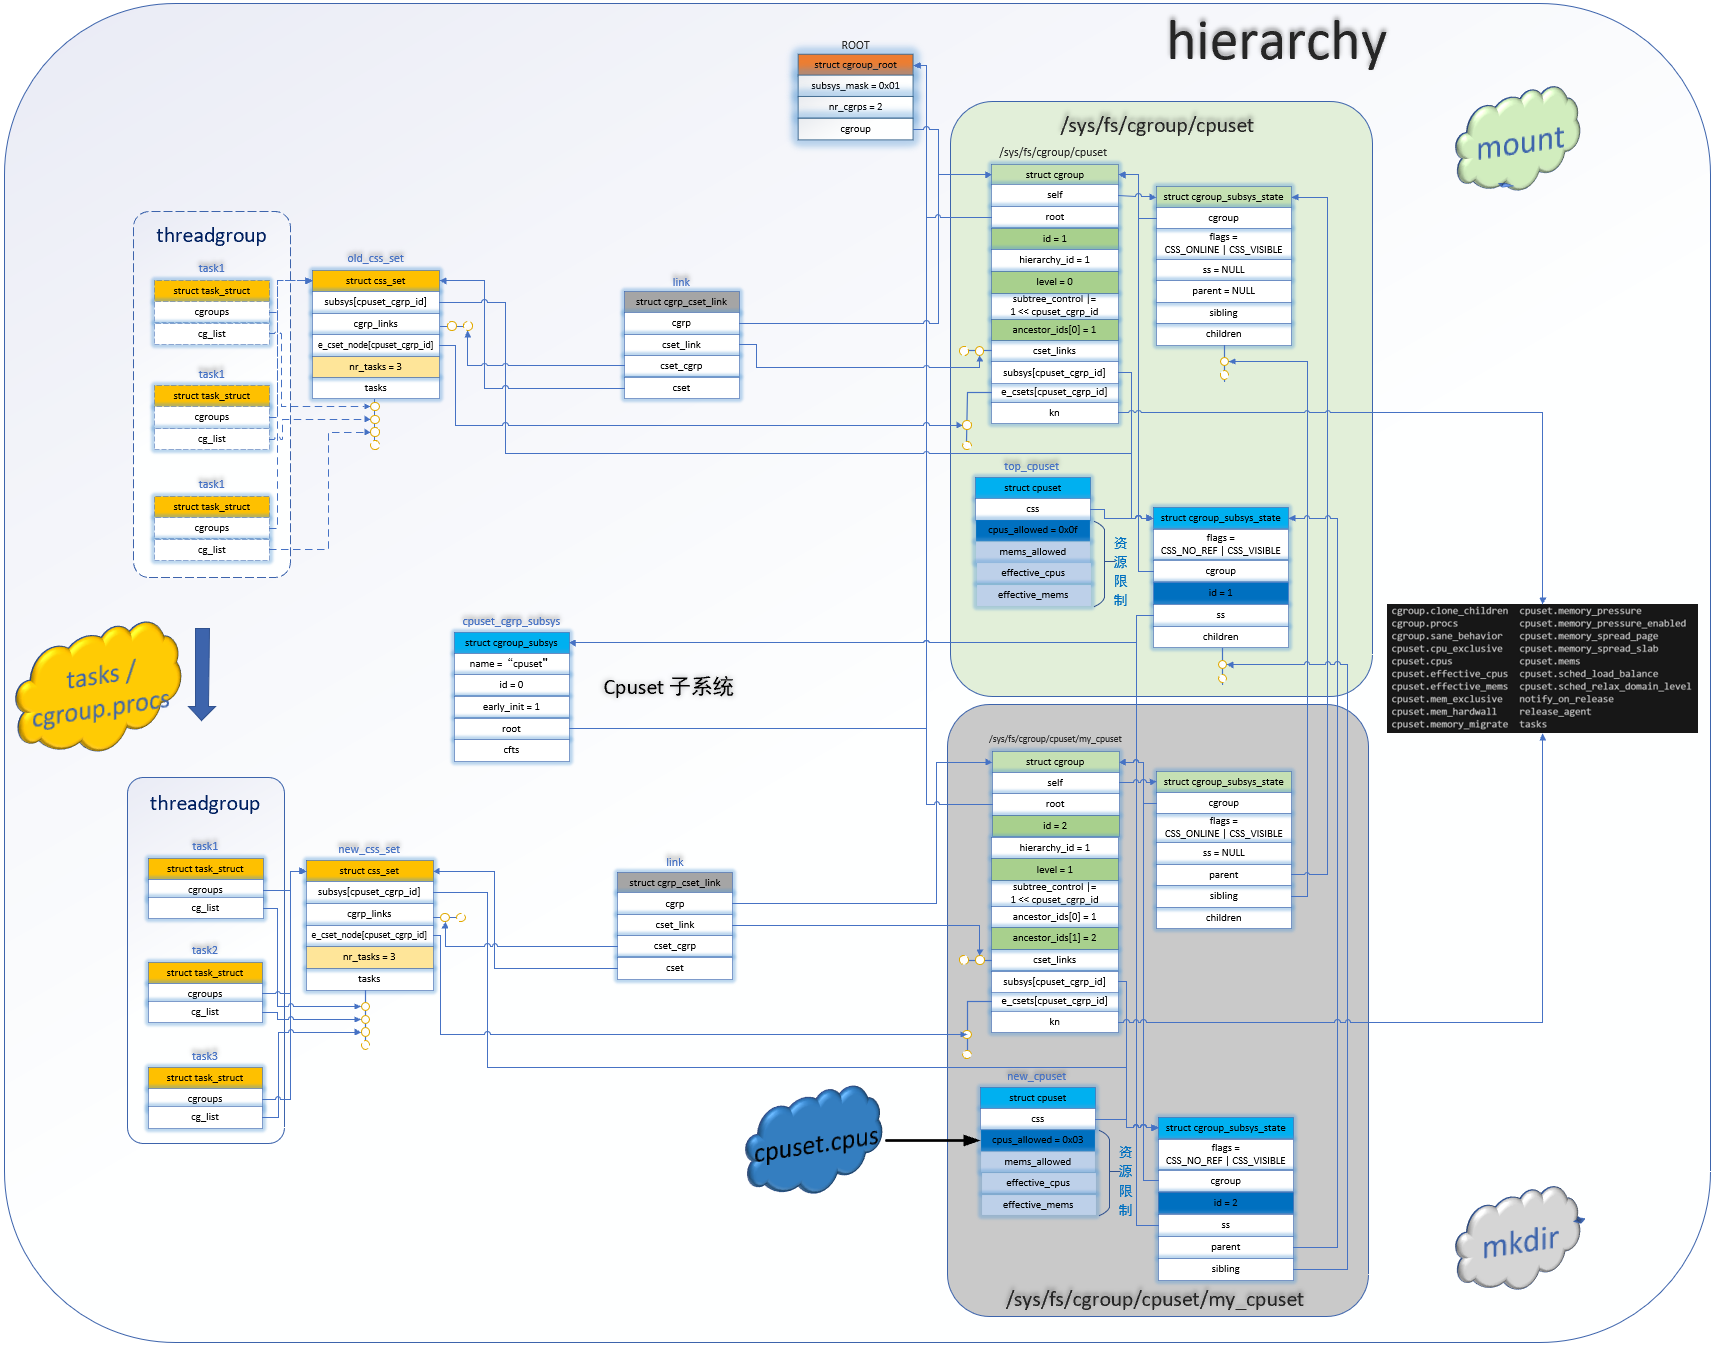 hierarchy
mount
ROOT
struct cgroup_root
subsys_mask = 0x01
nr_cgrps = 2
cgroup
/sys/fs/cgroup/cpuset
/sys/fs/cgroup/cpuset
struct cgroup
self
root
id = 1
hierarchy_id = 1
level = 0
subtree_control |=
1 << cpuset_cgrp_id
ancestor_ids[0] = 1
cset_links
subsys[cpuset_cgrp_id]
e_csets[cpuset_cgrp_id]
kn
struct cgroup_subsys_state
cgroup
flags =
CSS_ONLINE | CSS_VISIBLE
ss = NULL
parent = NULL
sibling
children
threadgroup
task1
struct task_struct
cgroups
cg_list
task1
struct task_struct
cgroups
cg_list
task1
struct task_struct
cgroups
cg_list
old_css_set
struct css_set
subsys[cpuset_cgrp_id]
cgrp_links
e_cset_node[cpuset_cgrp_id]
nr_tasks = 3
tasks
link
struct cgrp_cset_link
cgrp
cset_link
cset_cgrp
cset
top_cpuset
struct cpuset
css
cpus_allowed = 0x0f
mems_allowed
effective_cpus
effective_mems
资
源
限
制
struct cgroup_subsys_state
flags =
CSS_NO_REF | CSS_VISIBLE
cgroup
id = 1
ss
children
tasks /
cgroup.procs
cpuset_cgrp_subsys
struct cgroup_subsys
name = “cpuset”
id = 0
early_init = 1
root
cfts
Cpuset 子系统
cgroup.clone_children cpuset.memory_pressure
cgroup.procs cpuset.memory_pressure_enabled
cgroup.sane_behavior cpuset.memory_spread_page
cpuset.cpu_exclusive cpuset.memory_spread_slab
cpuset.cpus cpuset.mems
cpuset.effective_cpus cpuset.sched_load_balance
cpuset.effective_mems cpuset.sched_relax_domain_level
cpuset.mem_exclusive notify_on_release
cpuset.mem_hardwall release_agent
cpuset.memory_migrate tasks
threadgroup
task1
struct task_struct
cgroups
cg_list
task2
struct task_struct
cgroups
cg_list
task3
struct task_struct
cgroups
cg_list
new_css_set
struct css_set
subsys[cpuset_cgrp_id]
cgrp_links
e_cset_node[cpuset_cgrp_id]
nr_tasks = 3
tasks
link
struct cgrp_cset_link
cgrp
cset_link
cset_cgrp
cset
/sys/fs/cgroup/cpuset/my_cpuset
struct cgroup
self
root
id = 2
hierarchy_id = 1
level = 1
subtree_control |=
1 << cpuset_cgrp_id
ancestor_ids[0] = 1
ancestor_ids[1] = 2
cset_links
subsys[cpuset_cgrp_id]
e_csets[cpuset_cgrp_id]
kn
struct cgroup_subsys_state
cgroup
flags =
CSS_ONLINE | CSS_VISIBLE
ss = NULL
parent
sibling
children
cpuset.cpus
new_cpuset
struct cpuset
css
cpus_allowed = 0x03
mems_allowed
effective_cpus
effective_mems
资
源
限
制
struct cgroup_subsys_state
flags =
CSS_NO_REF | CSS_VISIBLE
cgroup
id = 2
ss
parent
sibling
/sys/fs/cgroup/cpuset/my_cpuset
mkdir